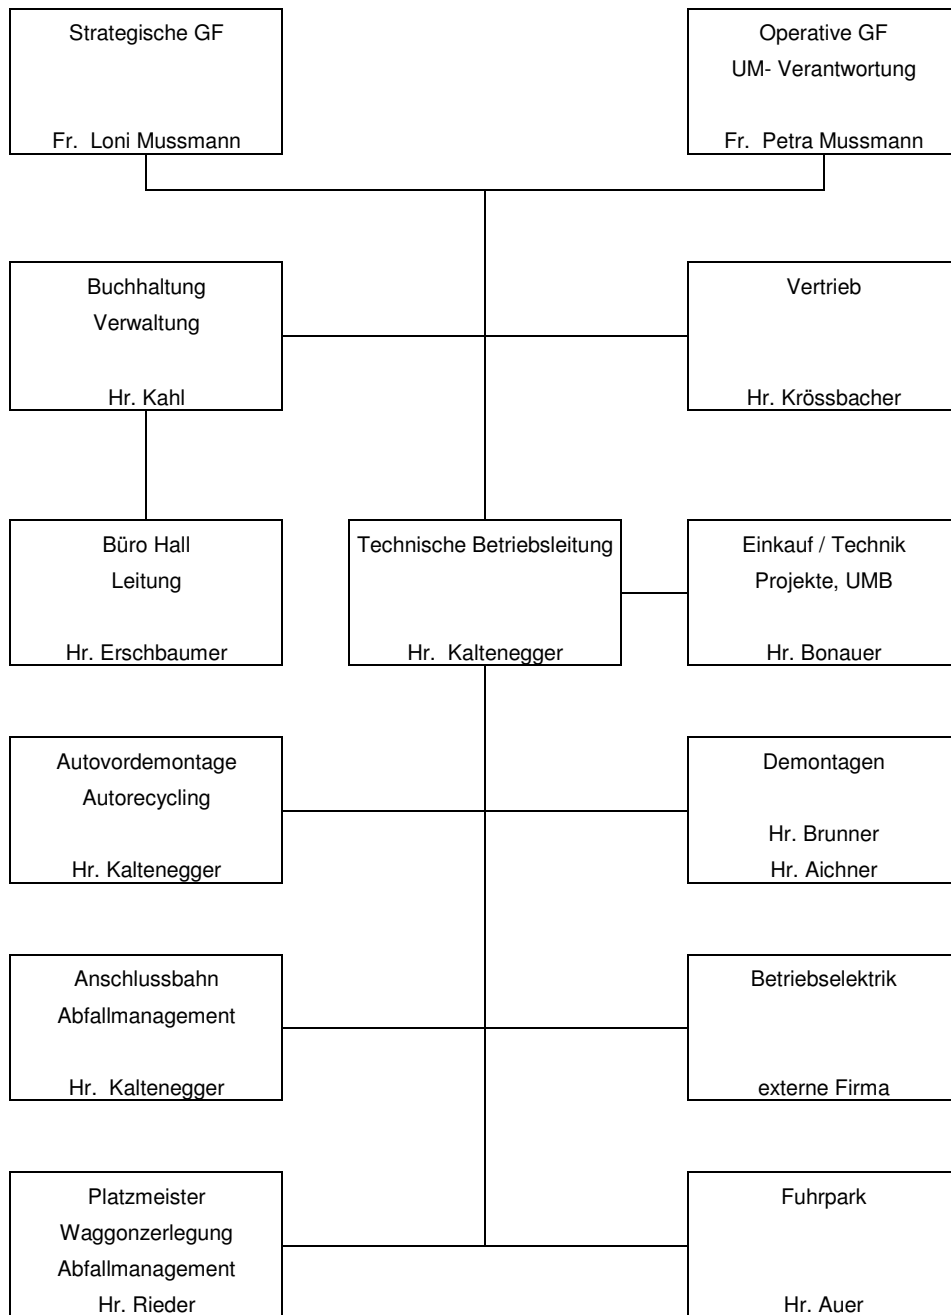 Strategische GF
Fr. Loni Mussmann
Operative GF
UM- Verantwortung
Fr. Petra Mussmann
Buchhaltung
Verwaltung
Hr. Kahl
Vertrieb
Hr. Krössbacher
Büro Hall
Leitung
Hr. Erschbaumer
Technische Betriebsleitung
Hr. Kaltenegger
Einkauf / Technik
Projekte, UMB
Hr. Bonauer
Autovordemontage
Autorecycling
Hr. Kaltenegger
Demontagen
Hr. Brunner
Hr. Aichner
Anschlussbahn
Abfallmanagement
Hr. Kaltenegger
Betriebselektrik
externe Firma
Platzmeister
Waggonzerlegung
Abfallmanagement
Hr. Rieder
Fuhrpark
Hr. Auer